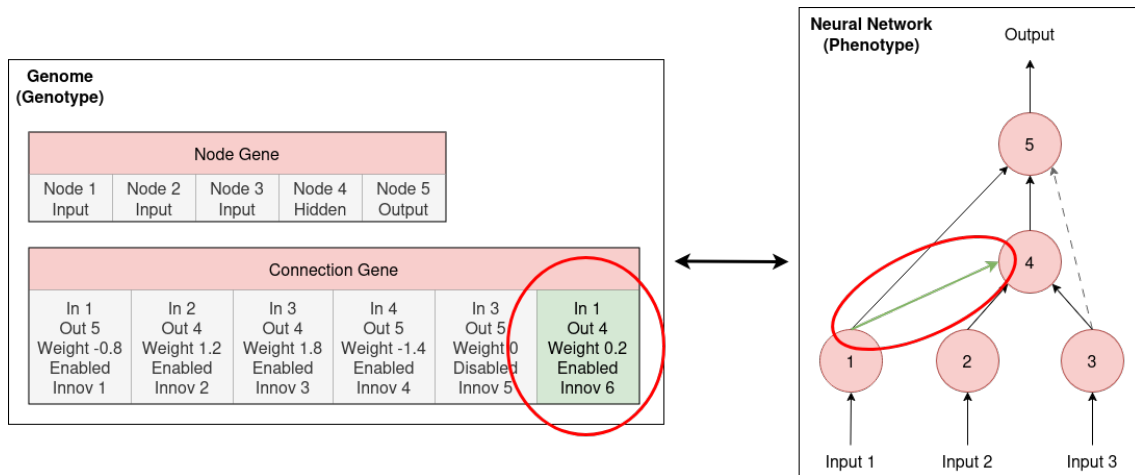 Genome
(Genotype)
Node Gene
Node 1 Node 2 Node 3 Node 4 Node 5
Input Input Input Hidden Output
Connection Gene
In 1 In 2 In 3 In 4 In 3 In 1
Out 5 Out 4 Out 4 Out 5 Out 5 Out 4
Weight -0.8 Weight 1.2 Weight 1.8 Weight -1.4 Weight 0 Weight 0.2
Enabled Enabled Enabled Enabled Disabled Enabled
Innov 1 Innov 2 Innov 3 Innov 4 Innov 5 Innov 6
Neural Network
(Phenotype)
Output
5
4
1 2 3
Input 1 Input 2 Input 3